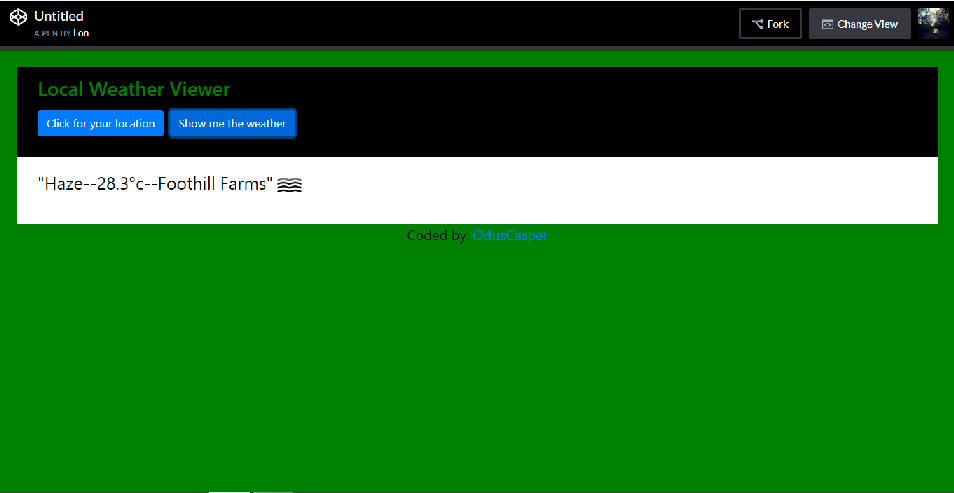 Untitled
A PEN BY Lon
Fork
Change View
Local Weather Viewer
Click for your location
Show me the weather
"Haze--28.3°c--Foothill Farms"
Coded by: OdusCasper